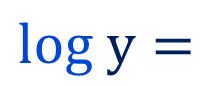 log y =